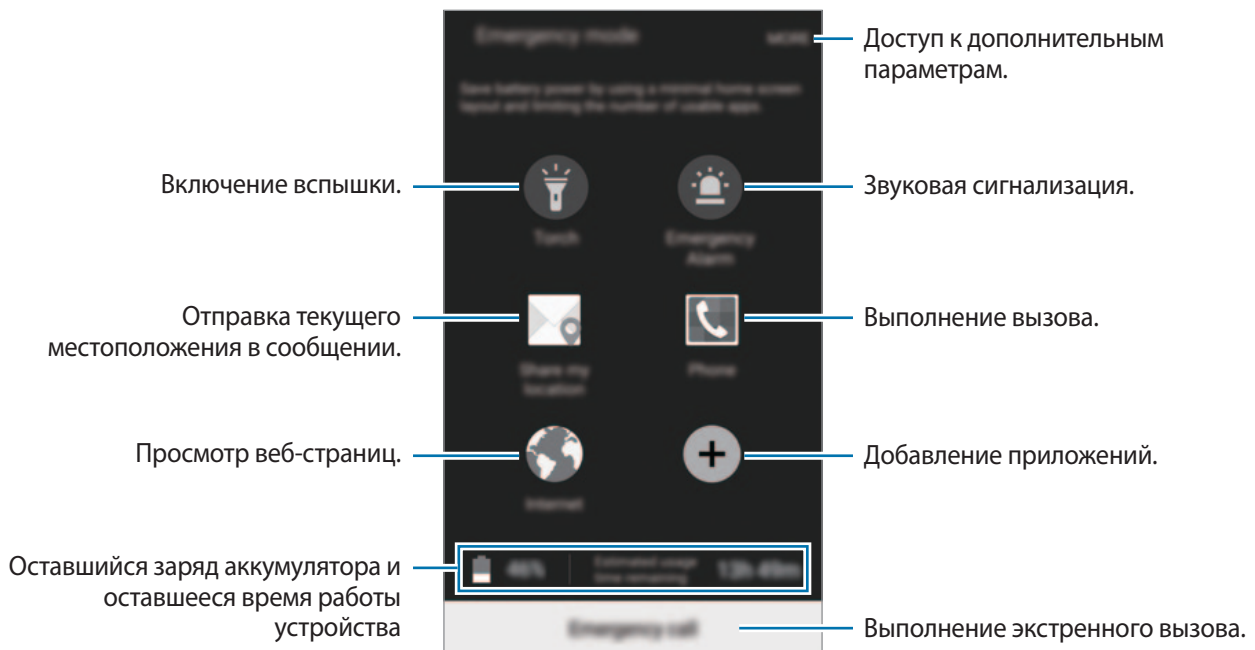 Emergency mode
MORE
Доступ к дополнительным
параметрам.
Save battery power by using a minimal home screen
layout and limiting the number of usable apps.
Включение вспышки.
Звуковая сигнализация.
Torch
Emergency
Alarm
Отправка текущего
местоположения в сообщении.
Выполнение вызова.
Share my
location
Phone
Просмотр веб-страниц.
Добавление приложений.
Internet
Оставшийся заряд аккумулятора и
оставшееся время работы
устройства
46%
Estimated usage
time remaining
13h 49m
Emergency call
Выполнение экстренного вызова.